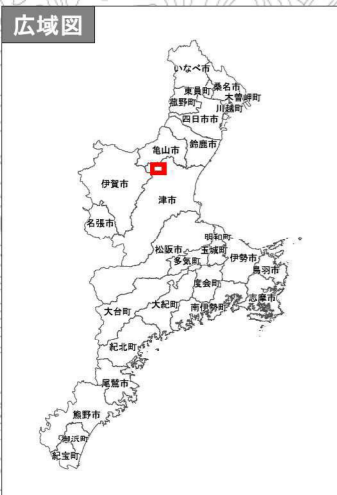 広域図
いなべ市
東員町
桑名市
木曽岬町
菰野町
川越町
四日市市
亀山市
鈴鹿市
伊賀市
津市
名張市
松阪市
明和町
多気町
玉城町
伊勢市
鳥羽市
度会町
志摩市
大台町
大紀町
南伊勢町
紀北町
尾鷲市
熊野市
御浜町
紀宝町